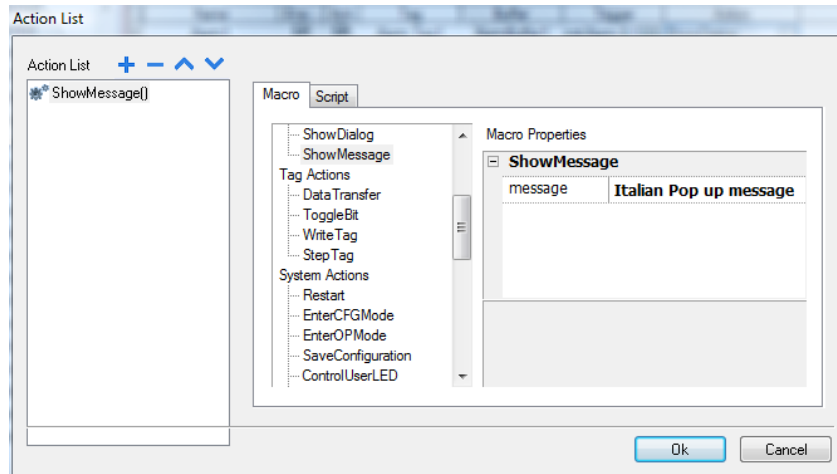 Action List
Action List
ShowMessage()
Macro
Script
ShowDialog
ShowMessage
Tag Actions
DataTransfer
ToggleBit
WriteTag
StepTag
System Actions
Restart
EnterCFGMode
EnterOPMode
SaveConfiguration
ControlUserLED
Macro Properties
ShowMessage
message Italian Pop up message
Ok
Cancel